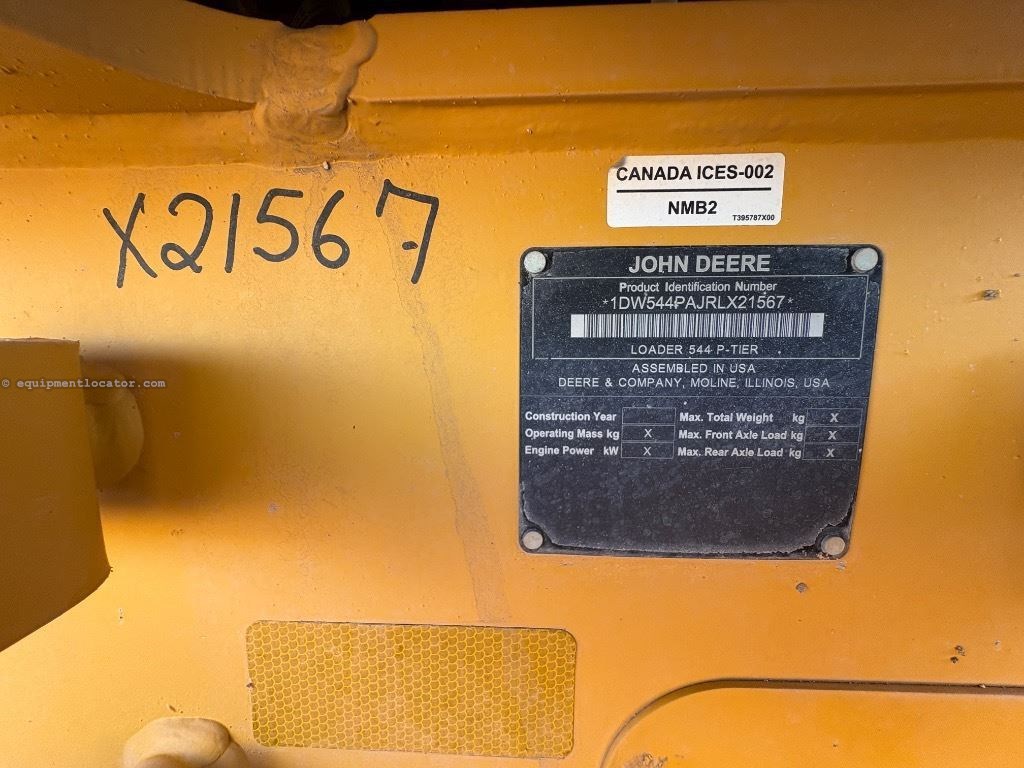 X21567
CANADA ICES-002
NMB2
T395787X00
JOHN DEERE
Product Identification Number
*1DW544PAJRLX21567*
LOADER 544 P-TIER
ASSEMBLED IN USA
DEERE & COMPANY, MOLINE, ILLINOIS, USA
Construction Year Max. Total Weight kg X
Operating Mass kg X Max. Front Axle Load kg X
Engine Power kW X Max. Rear Axle Load kg X
© equipmentlocator.com